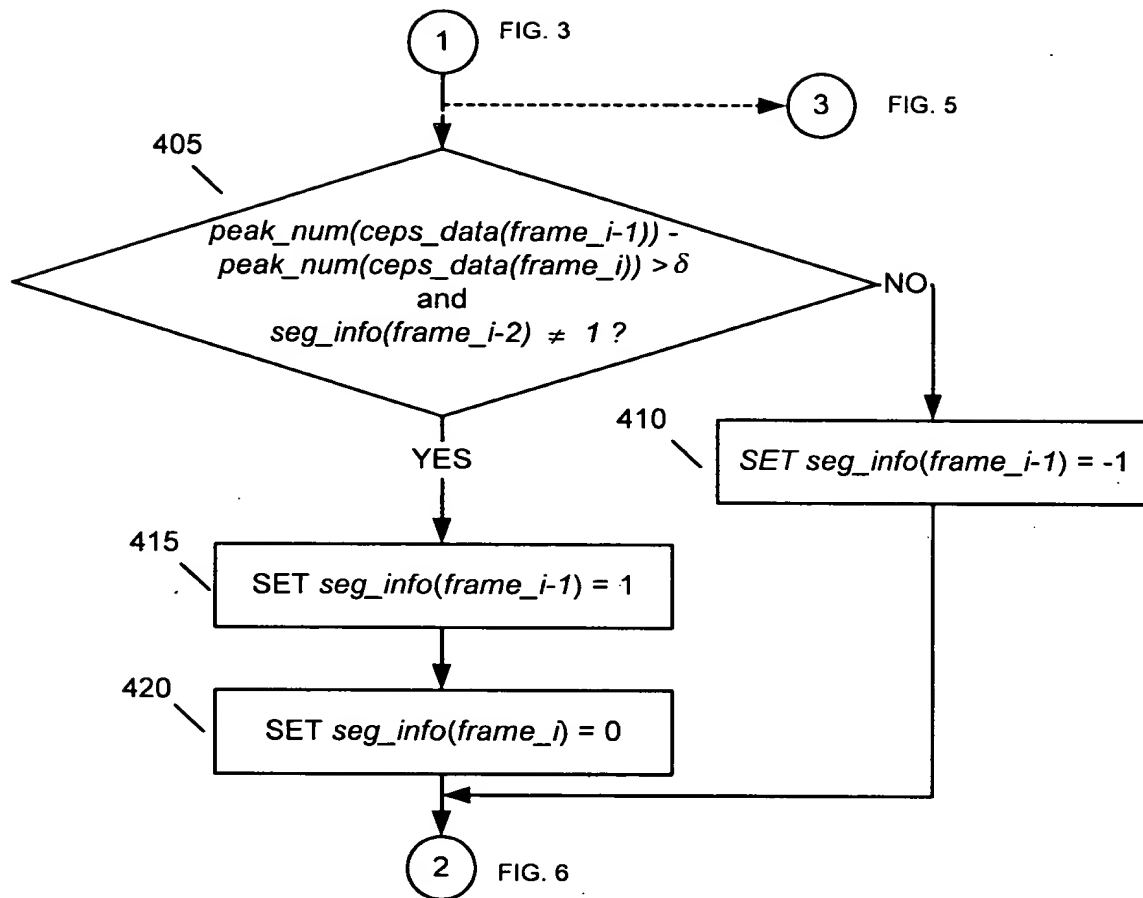 1 FIG. 3
3 FIG. 5
405
peak_num(ceps_data(frame_i-1)) -
peak_num(ceps_data(frame_i)) > δ
and
seg_info(frame_i-2) ≠ 1 ?
NO
YES
410
SET seg_info(frame_i-1) = -1
415
SET seg_info(frame_i-1) = 1
420
SET seg_info(frame_i) = 0
2 FIG. 6